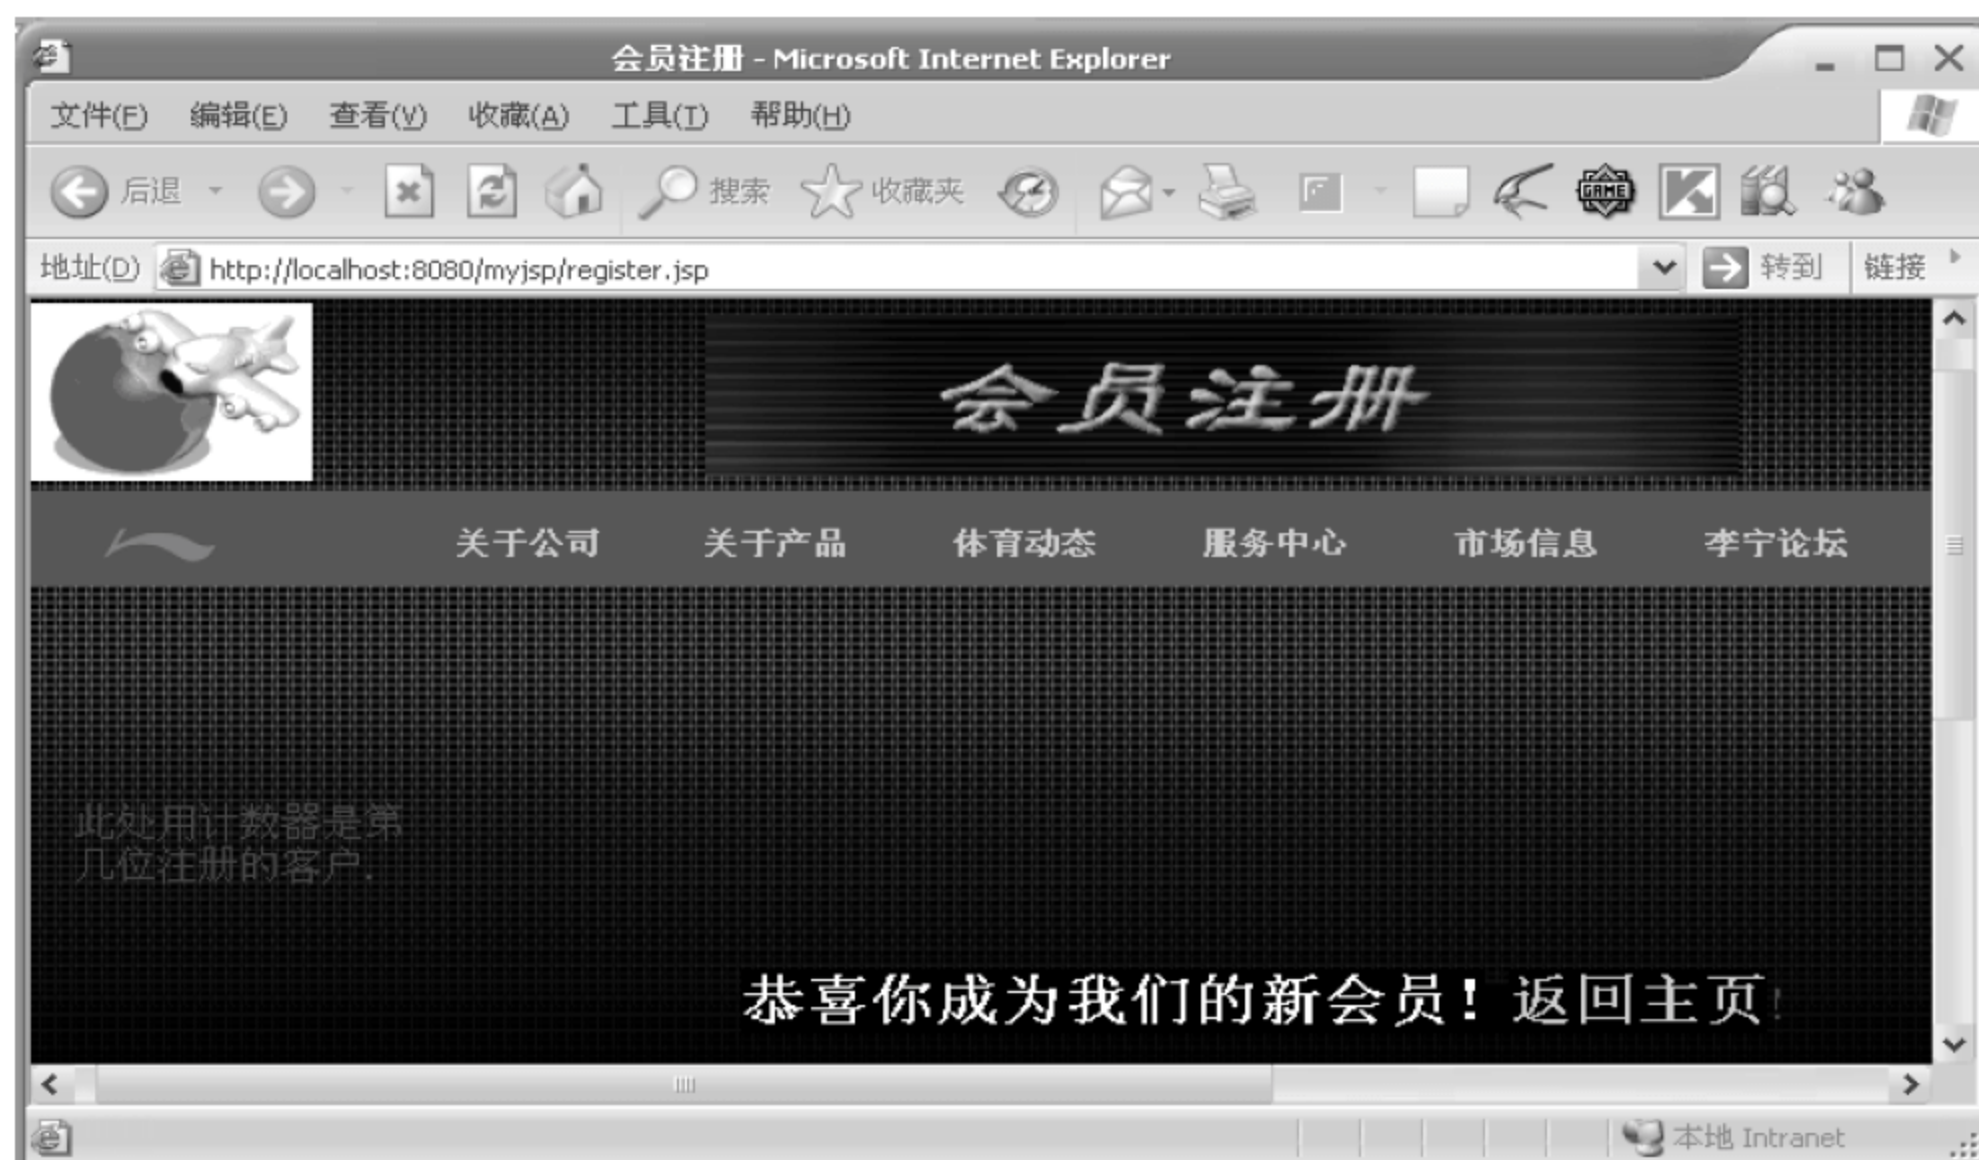 会员注册 - Microsoft Internet Explorer
文件(F) 编辑(E) 查看(V) 收藏(A) 工具(T) 帮助(H)
后退 搜索 收藏夹 GAME
地址(D) http://localhost:8080/myjsp/register.jsp 转到 链接
会员注册
关于公司 关于产品 体育动态 服务中心 市场信息 李宁论坛
此处用计数器是第
几位注册的客户.
恭喜你成为我们的新会员！返回主页!
本地 Intranet